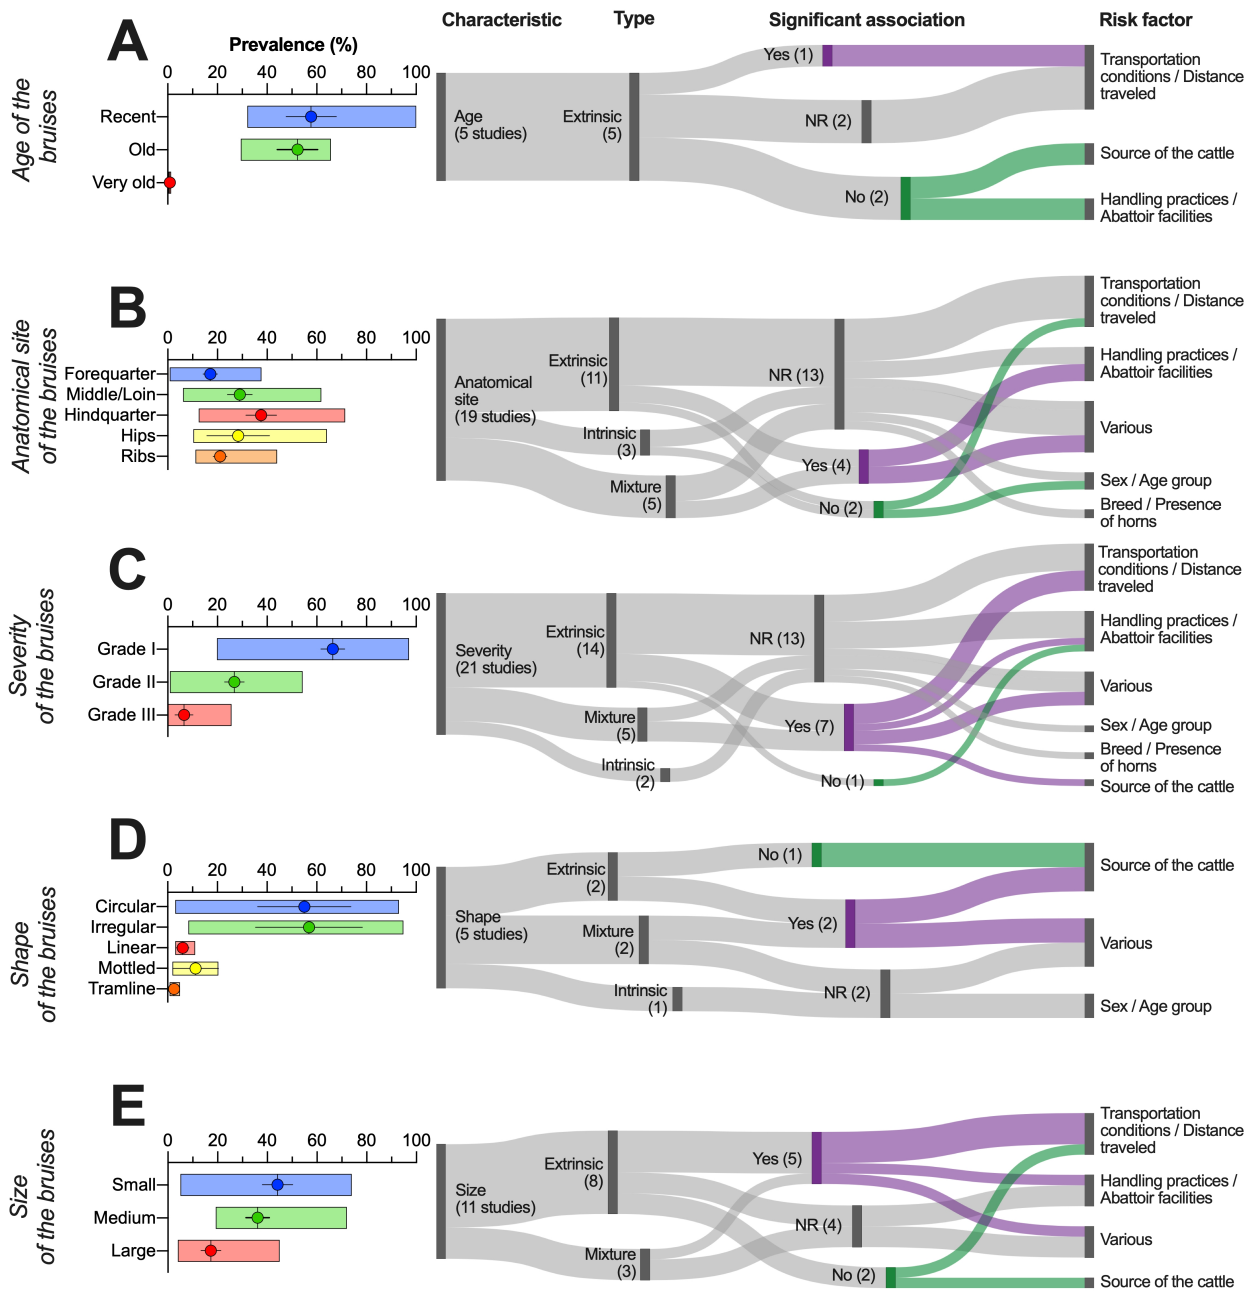 Characteristic
Type
Significant association
Risk factor
A
Age of the
bruises
Prevalence (%)
0 20 40 60 80 100
Recent
Old
Very old
Age
(5 studies)
Extrinsic
(5)
Yes (1)
NR (2)
No (2)
Transportation
conditions / Distance
traveled
Source of the cattle
Handling practices /
Abattoir facilities
B
Anatomical site
of the bruises
0 20 40 60 80 100
Forequarter
Middle/Loin
Hindquarter
Hips
Ribs
Anatomical
site
(19 studies)
Extrinsic
(11)
Intrinsic
(3)
Mixture
(5)
NR (13)
Yes (4)
No (2)
Transportation
conditions / Distance
traveled
Handling practices /
Abattoir facilities
Various
Sex / Age group
Breed / Presence
of horns
C
Severity
of the bruises
0 20 40 60 80 100
Grade I
Grade II
Grade III
Severity
(21 studies)
Extrinsic
(14)
Mixture
(5)
Intrinsic
(2)
NR (13)
Yes (7)
No (1)
Transportation
conditions / Distance
traveled
Handling practices /
Abattoir facilities
Various
Sex / Age group
Breed / Presence
of horns
Source of the cattle
D
Shape
of the bruises
0 20 40 60 80 100
Circular
Irregular
Linear
Mottled
Tramline
Shape
(5 studies)
Extrinsic
(2)
Mixture
(2)
Intrinsic
(1)
No (1)
Yes (2)
NR (2)
Source of the cattle
Various
Sex / Age group
E
Size
of the bruises
0 20 40 60 80 100
Small
Medium
Large
Size
(11 studies)
Extrinsic
(8)
Mixture
(3)
Yes (5)
NR (4)
No (2)
Transportation
conditions / Distance
traveled
Handling practices /
Abattoir facilities
Various
Source of the cattle